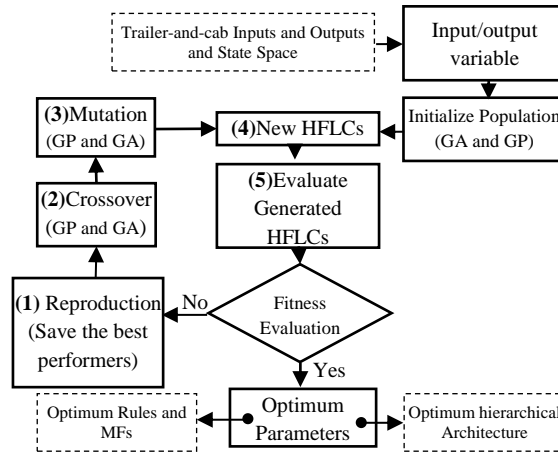 Trailer-and-cab Inputs and Outputs
and State Space
Input/output
variable
(3)Mutation
(GP and GA)
(4)New HFLCs
Initialize Population
(GA and GP)
(2)Crossover
(GP and GA)
(5)Evaluate
Generated
HFLCs
(1) Reproduction
(Save the best
performers)
No
Fitness
Evaluation
Yes
Optimum Rules and
MFs
Optimum
Parameters
Optimum hierarchical
Architecture